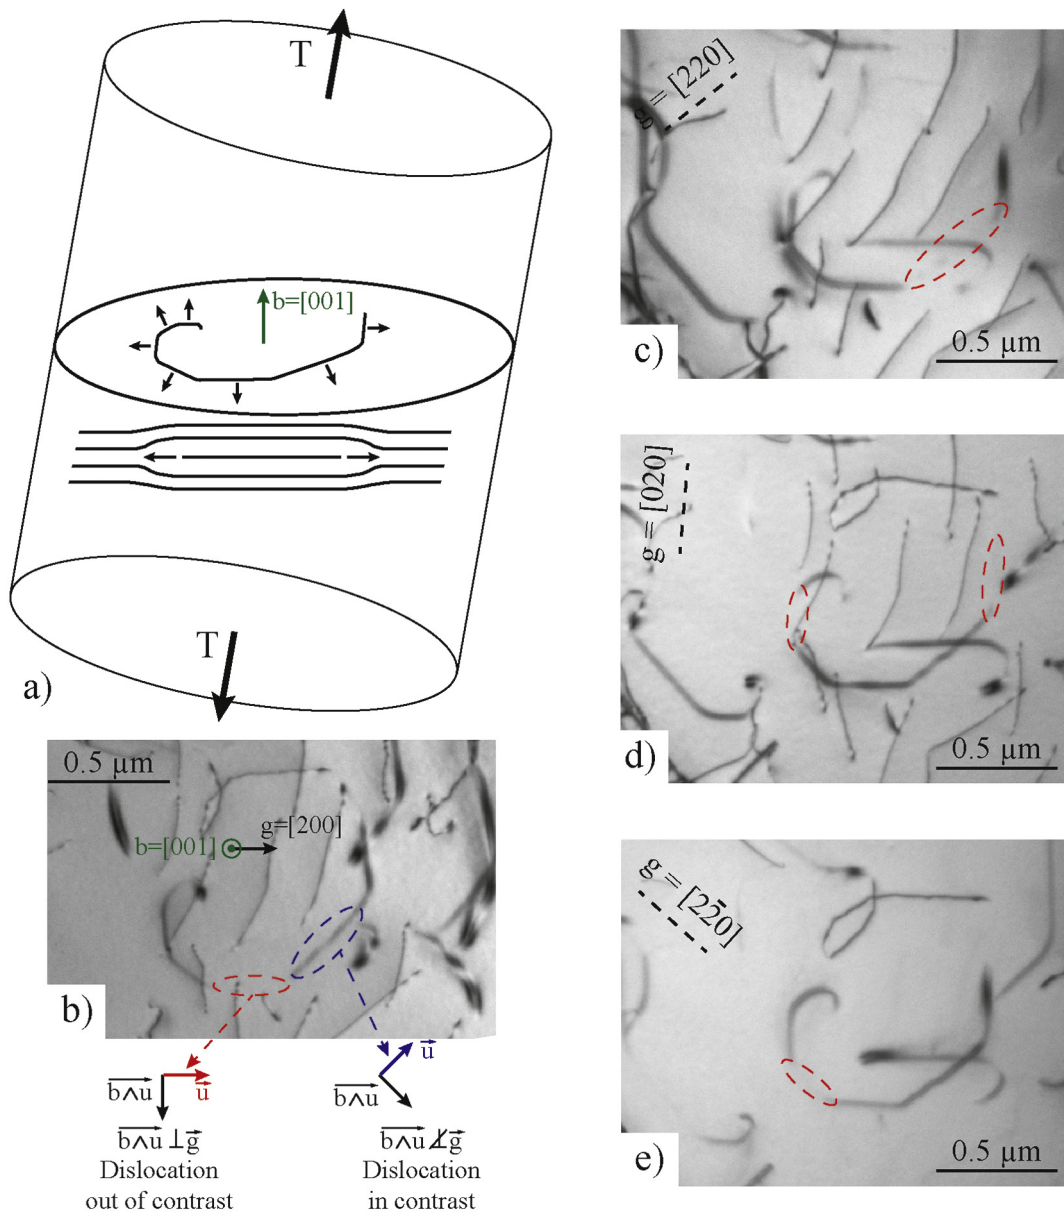 T
b=[001]
T
a)
0.5 µm
b=[001]
g=[200]
b)
b∧u
u
b∧u
u
b∧u ⊥ g
Dislocation
out of contrast
b∧u ⊥̸ g
Dislocation
in contrast
g = [220]
c)
0.5 µm
g = [020]
d)
0.5 µm
g = [22̄0]
e)
0.5 µm